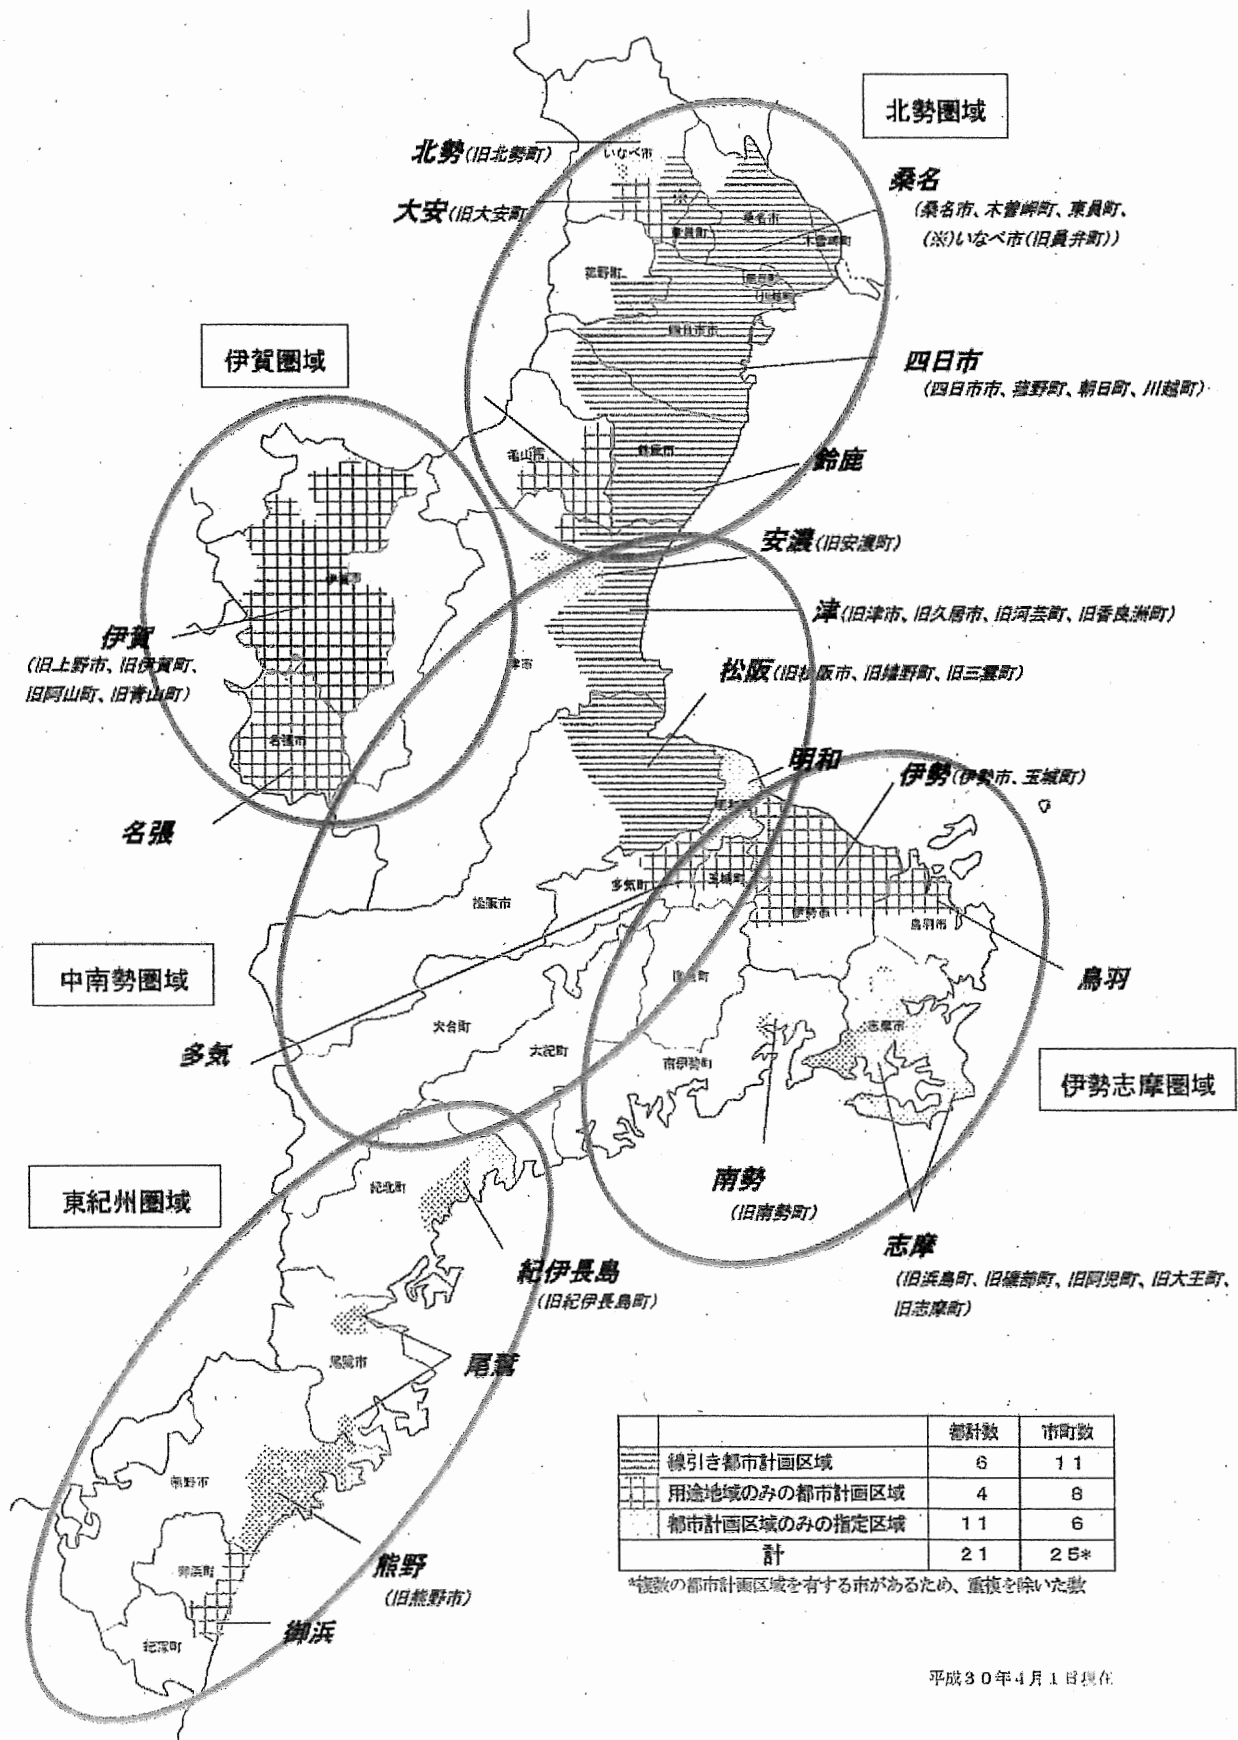 北勢圏域
北勢(旧北勢町)
いなべ市
桑名
(桑名市、木曽岬町、東員町、
(※)いなべ市(旧員弁町))
大安(旧大安町
※
桑名市
東員町
木曽岬町
菰野町
朝日町
川越町
四日市市
四日市
(四日市市、菰野町、朝日町、川越町)
伊賀圏域
亀山市
鈴鹿市
鈴鹿
安濃(旧安濃町)
伊賀市
津(旧津市、旧久居市、旧河芸町、旧香良洲町)
伊賀
(旧上野市、旧伊賀町、
旧阿山町、旧青山町)
津市
松阪(旧松阪市、旧嬉野町、旧三雲町)
名張市
明和
伊勢(伊勢市、玉城町)
名張
多気町
玉城町
松阪市
伊勢市
鳥羽市
中南勢圏域
鳥羽
度会町
大台町
志摩市
多気
大紀町
南伊勢町
伊勢志摩圏域
東紀州圏域
紀北町
南勢
(旧南勢町)
志摩
(旧浜島町、旧磯部町、旧阿児町、旧大王町、
旧志摩町)
紀伊長島
(旧紀伊長島町)
尾鷲市
尾鷲
都計数 市町数
線引き都市計画区域 6 11
用途地域のみの都市計画区域 4 8
都市計画区域のみの指定区域 11 6
計 21 25*
*複数の都市計画区域を有する市があるため、重複を除いた数
熊野市
御浜町
熊野
(旧熊野市)
御浜
紀宝町
平成30年4月1日現在